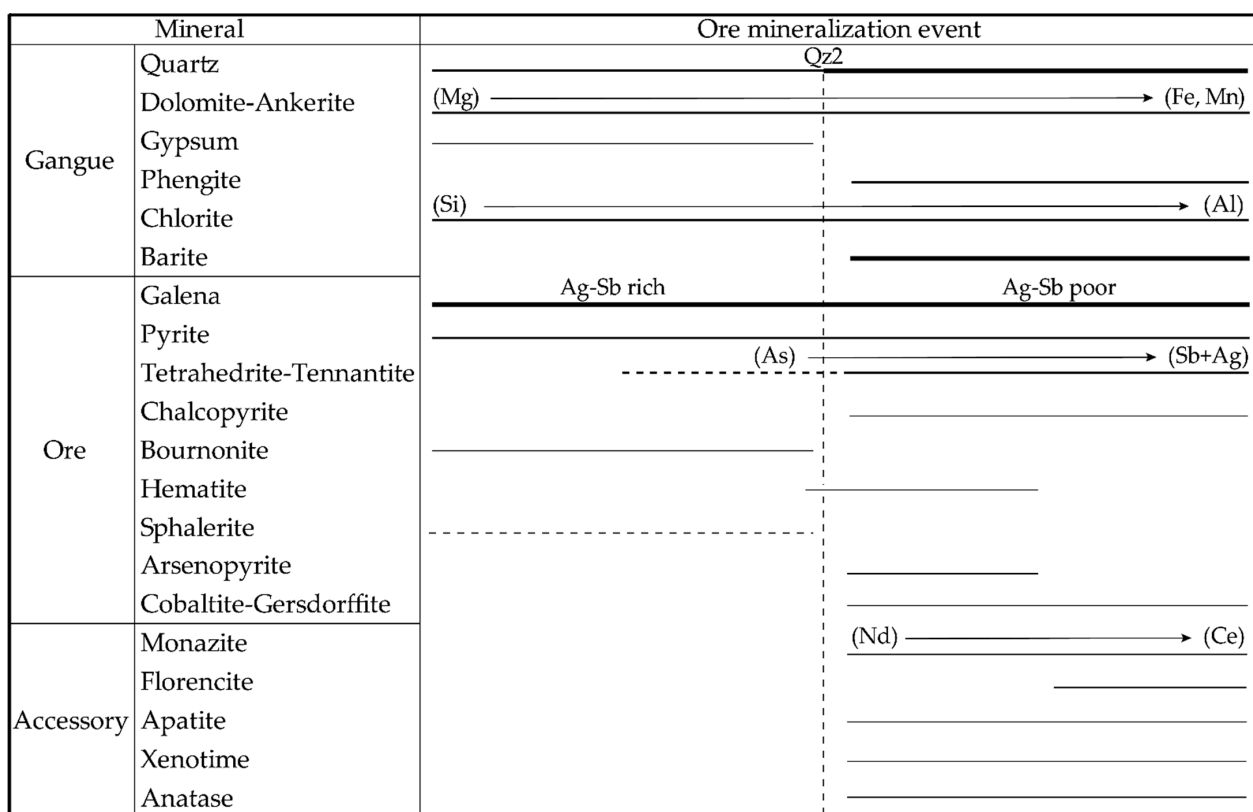 Mineral
Ore mineralization event
Quartz
Qz2
Dolomite-Ankerite
(Mg)
(Fe, Mn)
Gypsum
Gangue
Phengite
Chlorite
(Si)
(Al)
Barite
Galena
Ag-Sb rich
Ag-Sb poor
Pyrite
Tetrahedrite-Tennantite
(As)
(Sb+Ag)
Chalcopyrite
Ore
Bournonite
Hematite
Sphalerite
Arsenopyrite
Cobaltite-Gersdorffite
Monazite
(Nd)
(Ce)
Florencite
Accessory
Apatite
Xenotime
Anatase